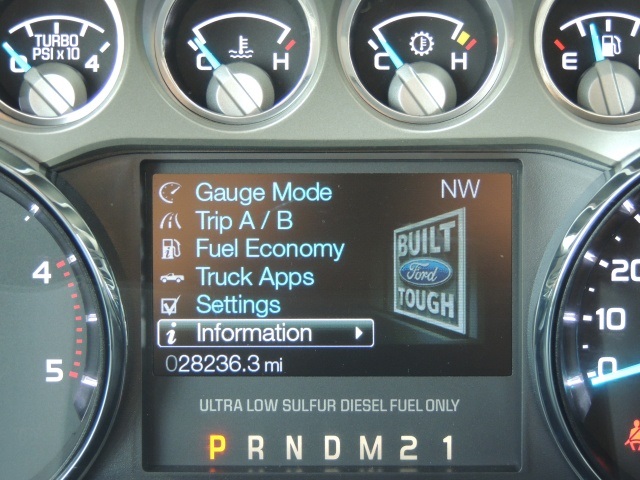 TURBO
PSI x 10
0 4
C H
C H
E
Gauge Mode
NW
Trip A / B
Fuel Economy
Truck Apps
Settings
i Information
BUILT
Ford
TOUGH
028236.3 mi
ULTRA LOW SULFUR DIESEL FUEL ONLY
P R N D M 2 1
4
5
20
10
0